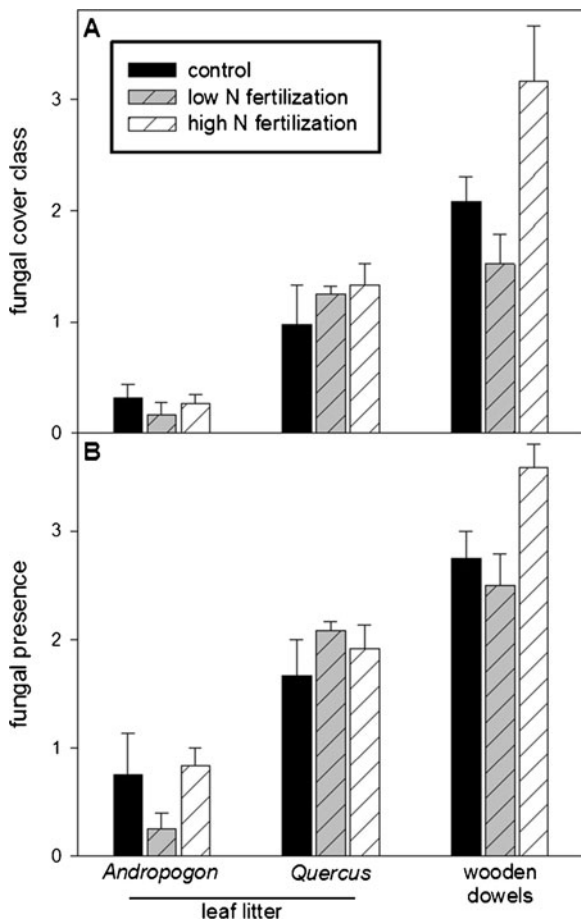 A
control
low N fertilization
high N fertilization
fungal cover class
3
2
1
0
B
fungal presence
3
2
1
0
Andropogon
Quercus
wooden
dowels
leaf litter